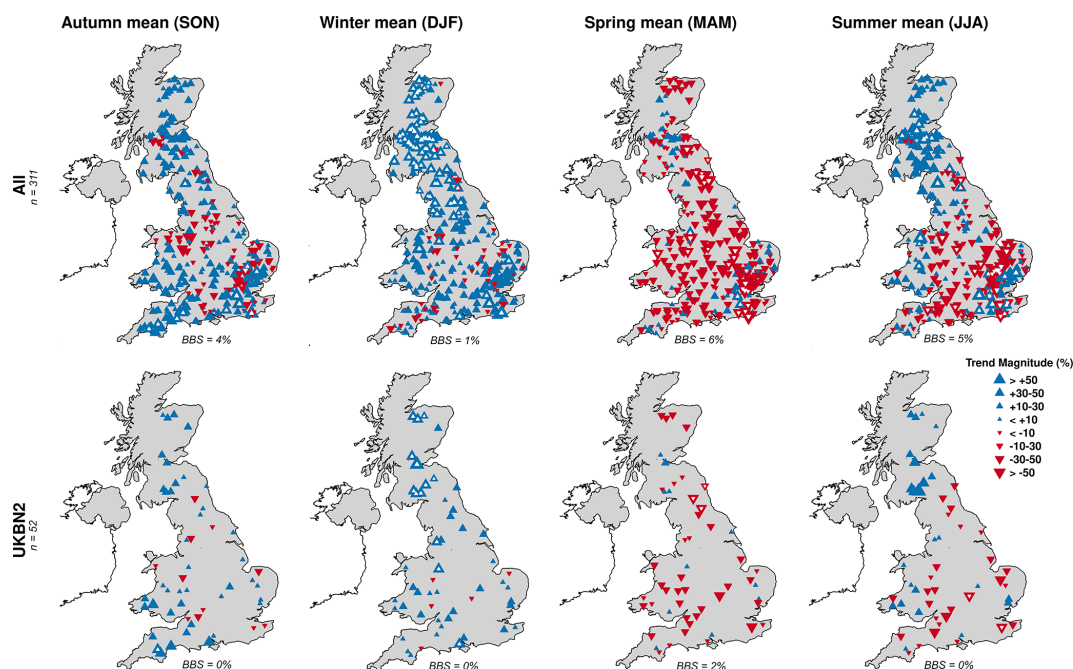 Autumn mean (SON)
Winter mean (DJF)
Spring mean (MAM)
Summer mean (JJA)
All
n = 311
BBS = 4%
BBS = 1%
BBS = 6%
BBS = 5%
Trend Magnitude (%)
> +50
+30-50
+10-30
< +10
< -10
-10-30
-30-50
> -50
UKBN2
n = 52
BBS = 0%
BBS = 0%
BBS = 2%
BBS = 0%